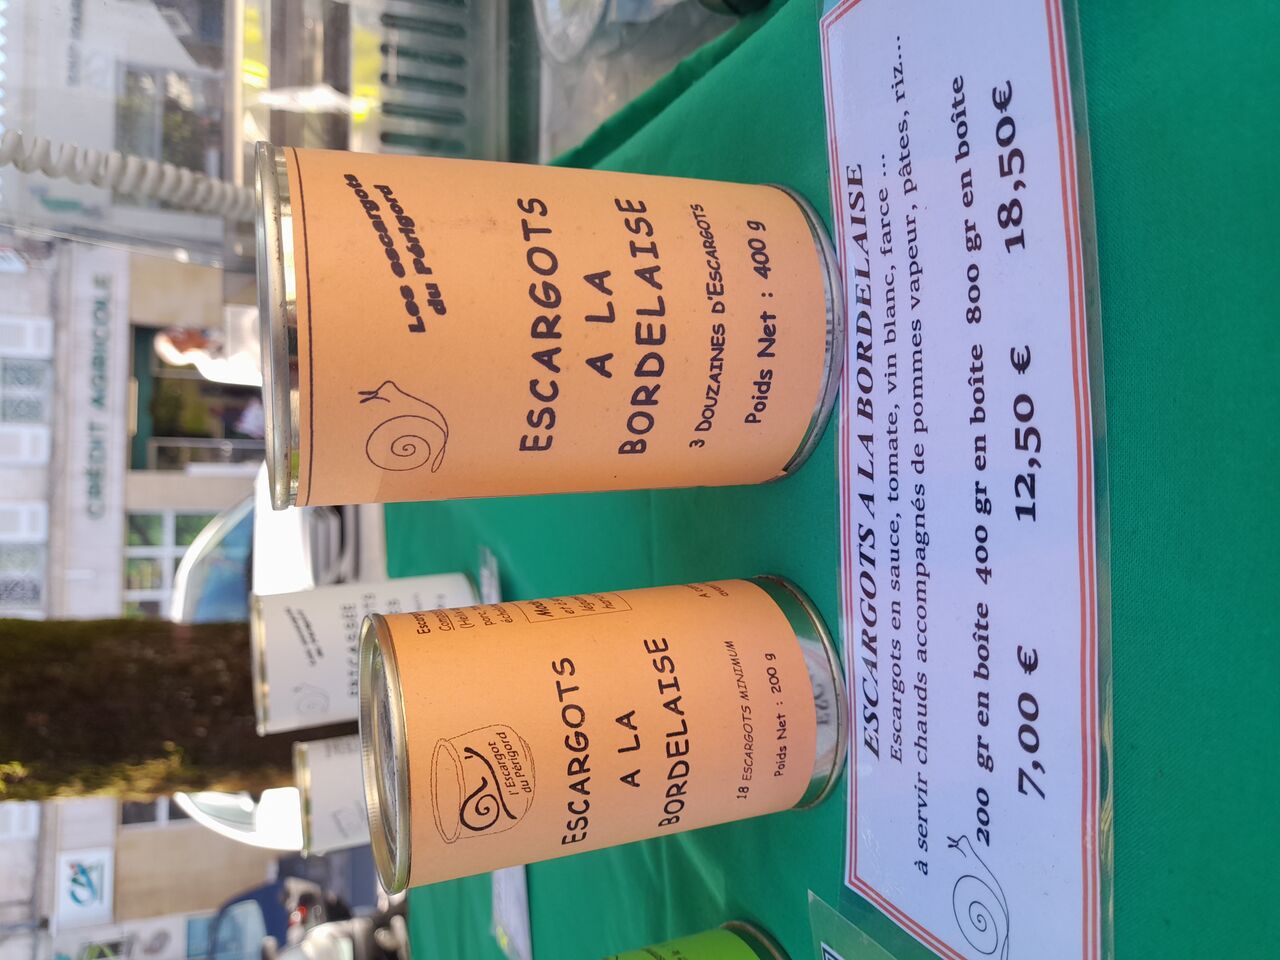 CRÉDIT AGRICOLE
CA
Les escargots
du Périgord
ESCARGOTS
A LA
BORDELAISE
3 DOUZAINES D'ESCARGOTS
Poids Net : 400 g
l'Escargot
du Périgord
ESCARGOTS
A LA
BORDELAISE
18 ESCARGOTS MINIMUM
Poids Net : 200 g
ESCARGOTS A LA BORDELAISE
Escargots en sauce, tomate, vin blanc, farce ...
à servir chauds accompagnés de pommes vapeur, pâtes, riz...
200 gr en boîte 400 gr en boîte 800 gr en boîte
7,00 € 12,50 € 18,50€